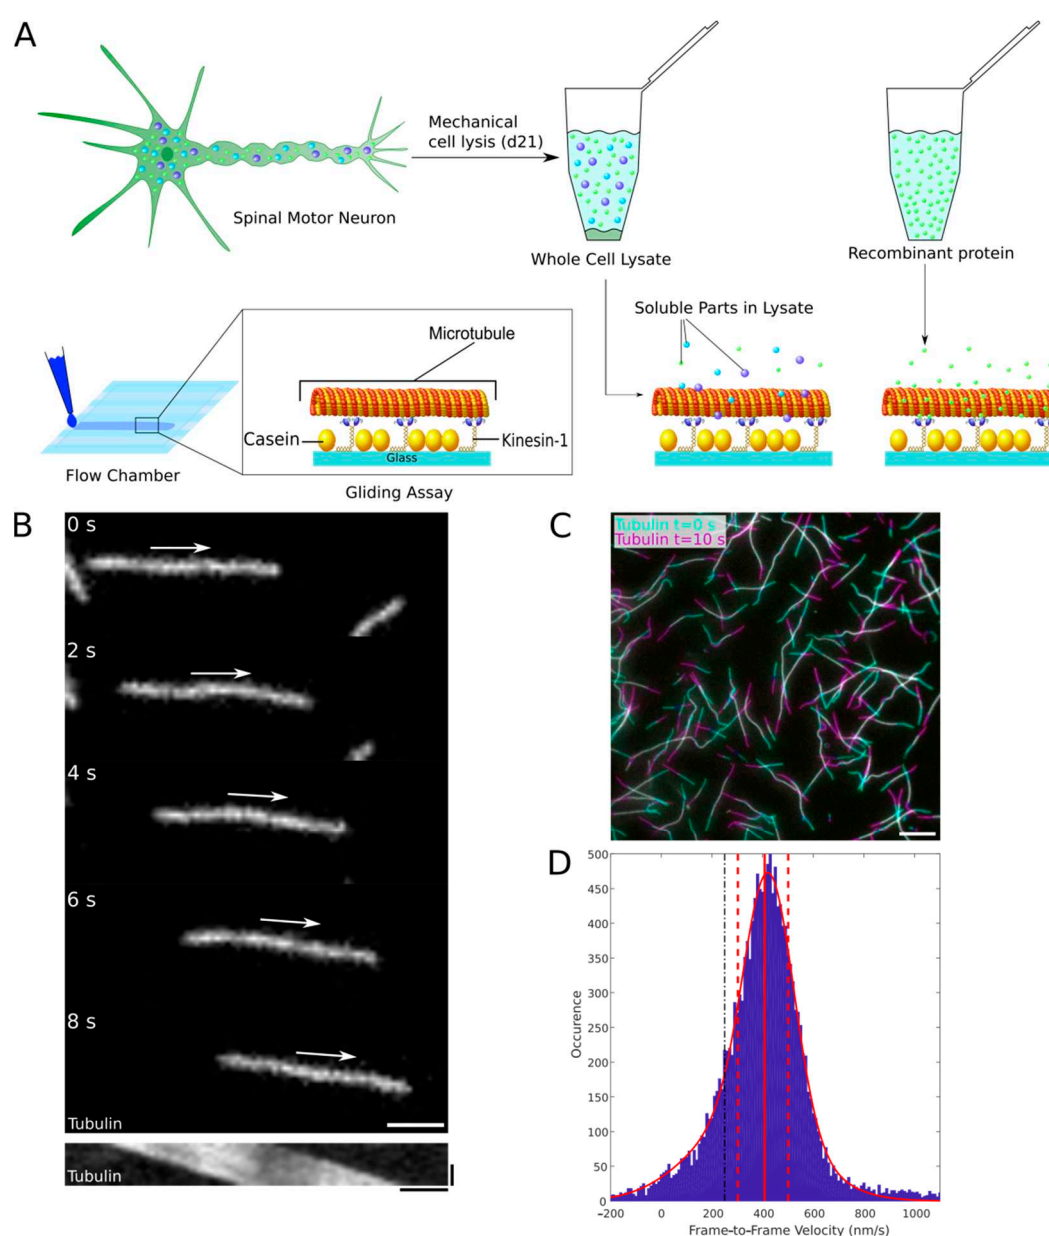 A
Mechanical
cell lysis (d21)
Spinal Motor Neuron
Whole Cell Lysate
Recombinant protein
Soluble Parts in Lysate
Microtubule
Casein
Kinesin-1
Glass
Flow Chamber
Gliding Assay
B
0 s
2 s
4 s
6 s
8 s
Tubulin
Tubulin
C
Tubulin t=0 s
Tubulin t=10 s
D
500
450
400
350
300
250
200
150
100
50
0
Occurence
-200
0
200
400
600
800
1000
Frame-to-Frame Velocity (nm/s)